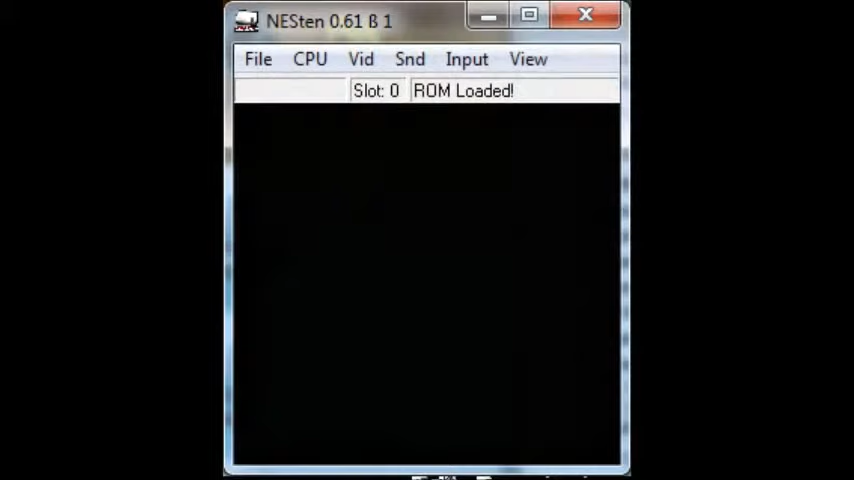 NESten 0.61 ß 1
File CPU Vid Snd Input View
Slot: 0 ROM Loaded!